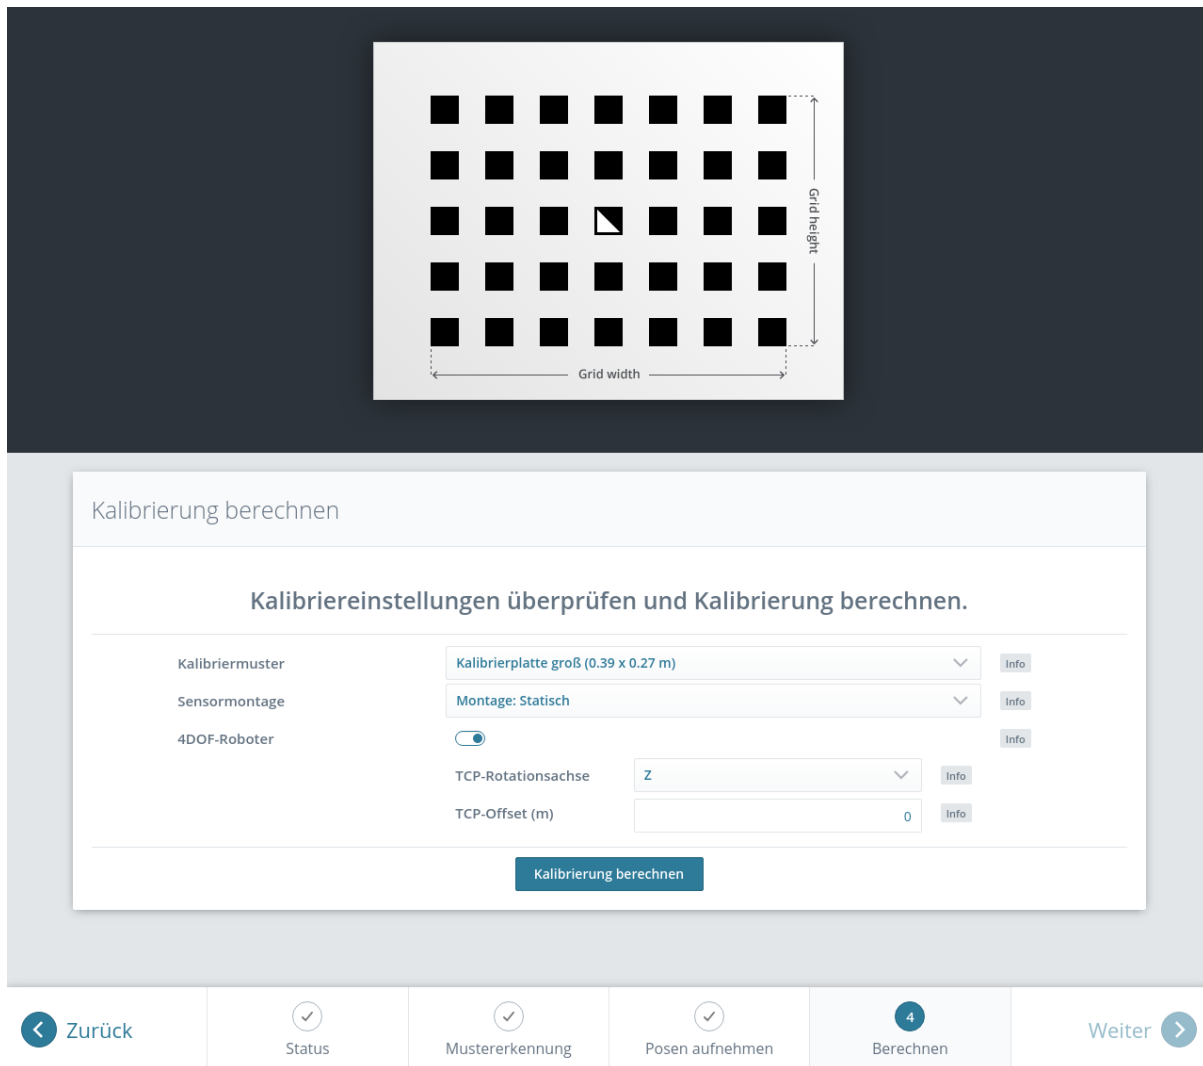 Grid height
Grid width
Kalibrierung berechnen
Kalibriereinstellungen überprüfen und Kalibrierung berechnen.
Kalibriermuster
Kalibrierplatte groß (0.39 x 0.27 m)
Info
Sensormontage
Montage: Statisch
Info
4DOF-Roboter
Info
TCP-Rotationsachse
Z
Info
TCP-Offset (m)
0
Info
Kalibrierung berechnen
Zurück
Status
Mustererkennung
Posen aufnehmen
4
Berechnen
Weiter